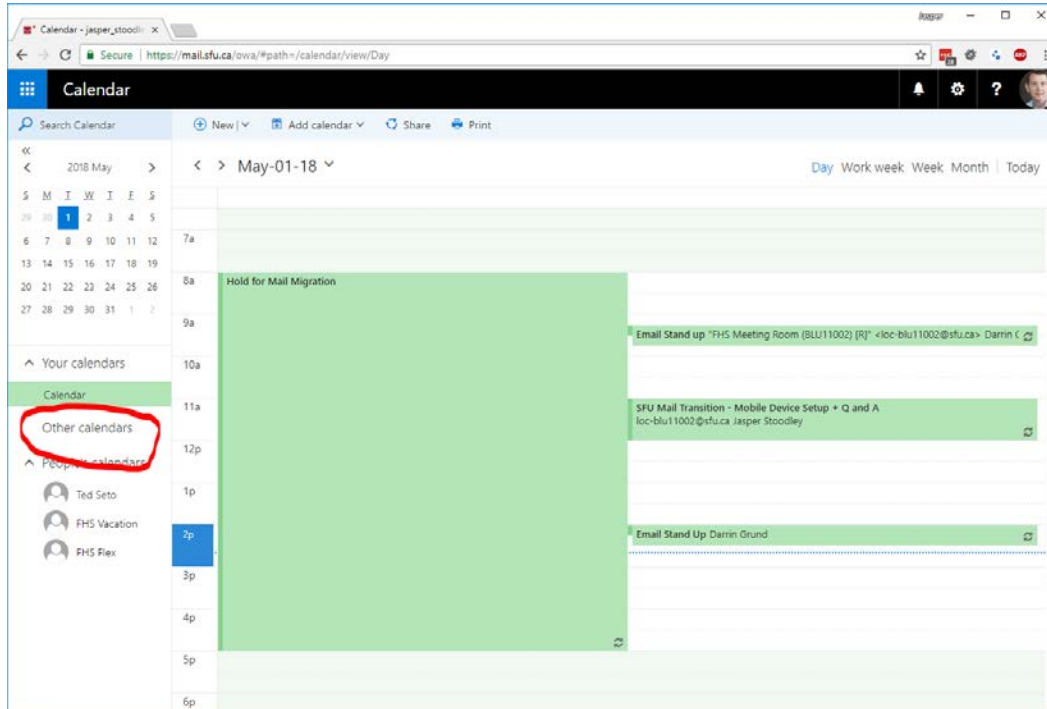 Calendar - jasper_stoodl
Secure | https://mail.sfu.ca/owa/#path=/calendar/view/Day
Calendar
?
Search Calendar
New
Add calendar
Share
Print
2018 May
May-01-18
Day Work week Week Month | Today
S M T W T F S
29 30 1 2 3 4 5
6 7 8 9 10 11 12
13 14 15 16 17 18 19
20 21 22 23 24 25 26
27 28 29 30 31 1 2
Your calendars
Calendar
Other calendars
People's calendars
Ted Seto
FHS Vacation
FHS Flex
7a
8a
9a
10a
11a
12p
1p
2p
3p
4p
5p
6p
Hold for Mail Migration
Email Stand up "FHS Meeting Room (BLU11002) [R]" <loc-blu11002@sfu.ca> Darrin
SFU Mail Transition - Mobile Device Setup + Q and A
loc-blu11002@sfu.ca Jasper Stoodley
Email Stand Up Darrin Grund